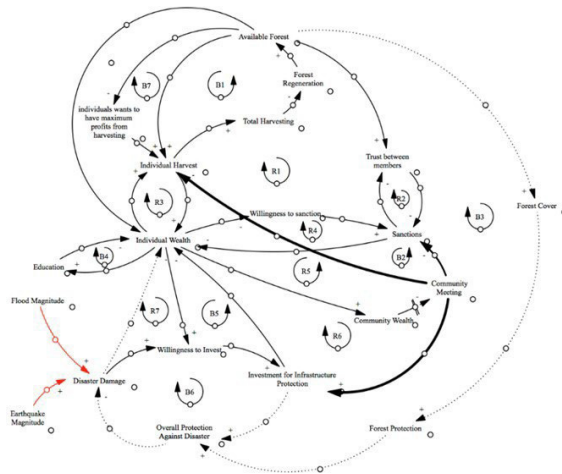 Available Forest
+
Forest
Regeneration
B7
B1
individuals wants to
have maximum
profits from
harvesting
Total Harvesting
Trust between
members
Individual Harvest
R1
R2
R3
Forest Cover
Willingness to sanction
R4
Sanctions
B3
Individual Wealth
B4
B2
Education
R5
Community
Meeting
Flood Magnitude
R7
B5
Community Wealth
R6
Willingness to Invest
Disaster Damage
Investment for Infrastructure
Protection
B6
Earthquake
Magnitude
Overall Protection
Against Disaster
Forest Protection